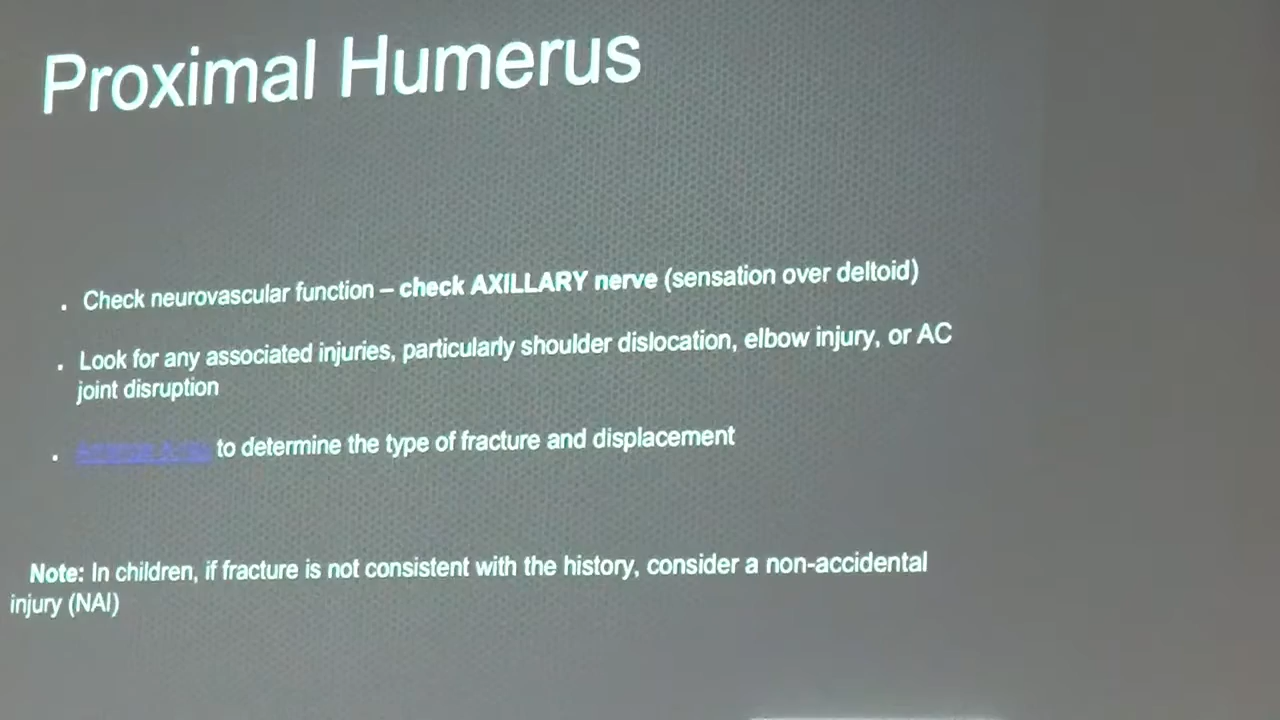 Proximal Humerus
. Check neurovascular function – check AXILLARY nerve (sensation over deltoid)
. Look for any associated injuries, particularly shoulder dislocation, elbow injury, or AC
joint disruption
. to determine the type of fracture and displacement
Note: In children, if fracture is not consistent with the history, consider a non-accidental
injury (NAI)